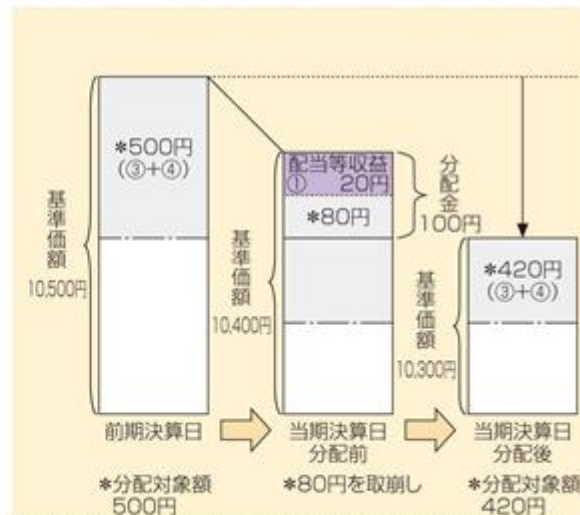 *500円
(③+④)
基準価額
10,500円
前期決算日
*分配対象額
500円
配当等収益
① 20円
*80円
分配金
100円
基準価額
10,400円
当期決算日
分配前
*80円を取崩し
*420円
(③+④)
基準価額
10,300円
当期決算日
分配後
*分配対象額
420円